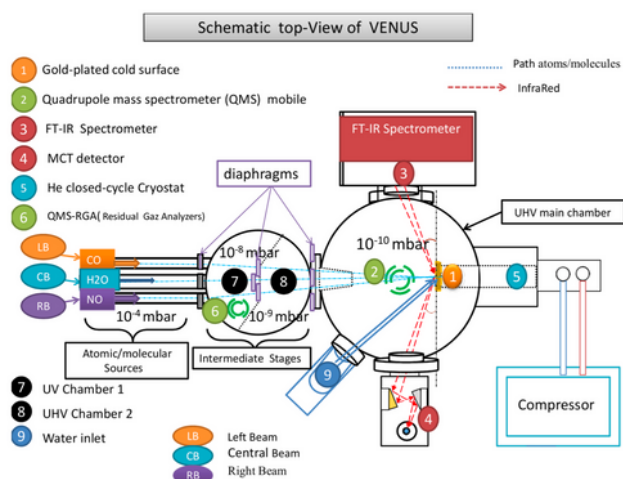 Schematic top-View of VENUS
1 Gold-plated cold surface
2 Quadrupole mass spectrometer (QMS) mobile
3 FT-IR Spectrometer
4 MCT detector
5 He closed-cycle Cryostat
6 QMS-RGA( Residual Gaz Analyzers)
Path atoms/molecules
InfraRed
FT-IR Spectrometer
3
diaphragms
UHV main chamber
LB CO
CB H2O
RB NO
10⁻⁸ mbar
10⁻¹⁰ mbar
7 8 2 1 5
6
10⁻⁴ mbar
10⁻⁹ mbar
Atomic/molecular
Sources
Intermediate Stages
9
4
Compressor
7 UV Chamber 1
8 UHV Chamber 2
9 Water inlet
LB Left Beam
CB Central Beam
RB Right Beam